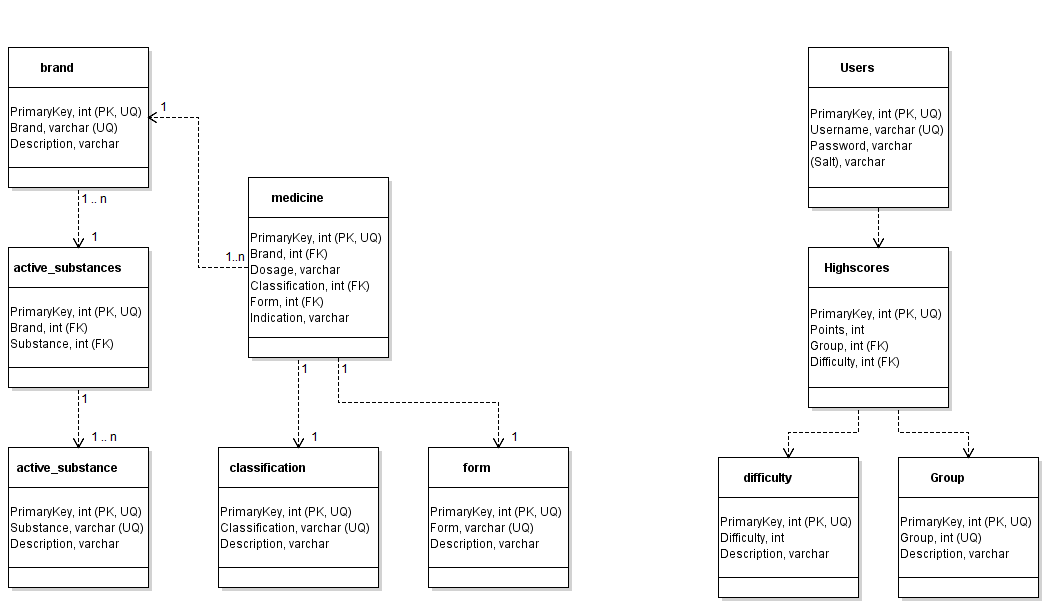 brand
PrimaryKey, int (PK, UQ)
Brand, varchar (UQ)
Description, varchar
1
1 .. n
1
active_substances
PrimaryKey, int (PK, UQ)
Brand, int (FK)
Substance, int (FK)
1
1 .. n
active_substance
PrimaryKey, int (PK, UQ)
Substance, varchar (UQ)
Description, varchar
medicine
PrimaryKey, int (PK, UQ)
Brand, int (FK)
Dosage, varchar
Classification, int (FK)
Form, int (FK)
Indication, varchar
1..n
1
1
1
1
classification
PrimaryKey, int (PK, UQ)
Classification, varchar (UQ)
Description, varchar
form
PrimaryKey, int (PK, UQ)
Form, varchar (UQ)
Description, varchar
Users
PrimaryKey, int (PK, UQ)
Username, varchar (UQ)
Password, varchar
(Salt), varchar
Highscores
PrimaryKey, int (PK, UQ)
Points, int
Group, int (FK)
Difficulty, int (FK)
difficulty
PrimaryKey, int (PK, UQ)
Difficulty, int
Description, varchar
Group
PrimaryKey, int (PK, UQ)
Group, int (UQ)
Description, varchar